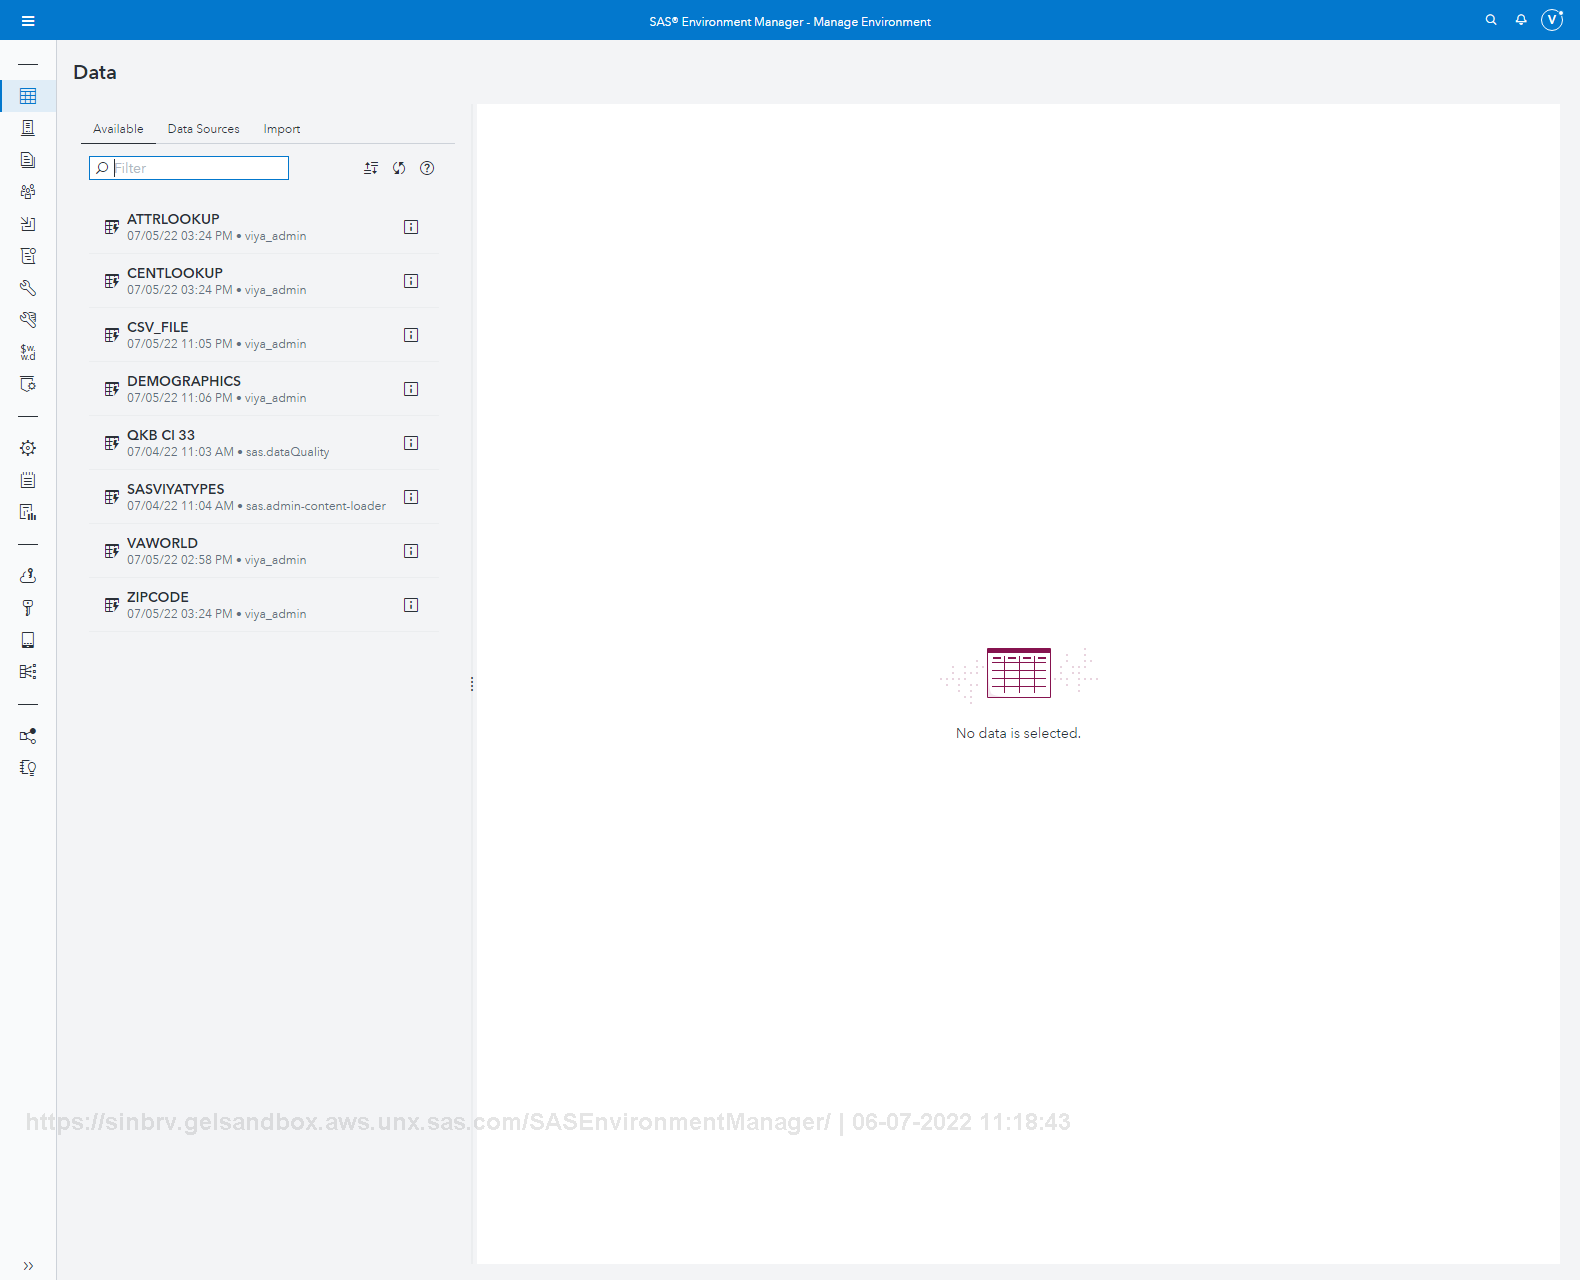 SAS® Environment Manager - Manage Environment
V
Data
Available Data Sources Import
Filter
ATTRLOOKUP
07/05/22 03:24 PM • viya_admin
CENTLOOKUP
07/05/22 03:24 PM • viya_admin
CSV_FILE
07/05/22 11:05 PM • viya_admin
DEMOGRAPHICS
07/05/22 11:06 PM • viya_admin
QKB CI 33
07/04/22 11:03 AM • sas.dataQuality
SASVIYATYPES
07/04/22 11:04 AM • sas.admin-content-loader
VAWORLD
07/05/22 02:58 PM • viya_admin
ZIPCODE
07/05/22 03:24 PM • viya_admin
$w.
w.d
No data is selected.
https://sinbrv.gelsandbox.aws.unx.sas.com/SASEnvironmentManager/ | 06-07-2022 11:18:43